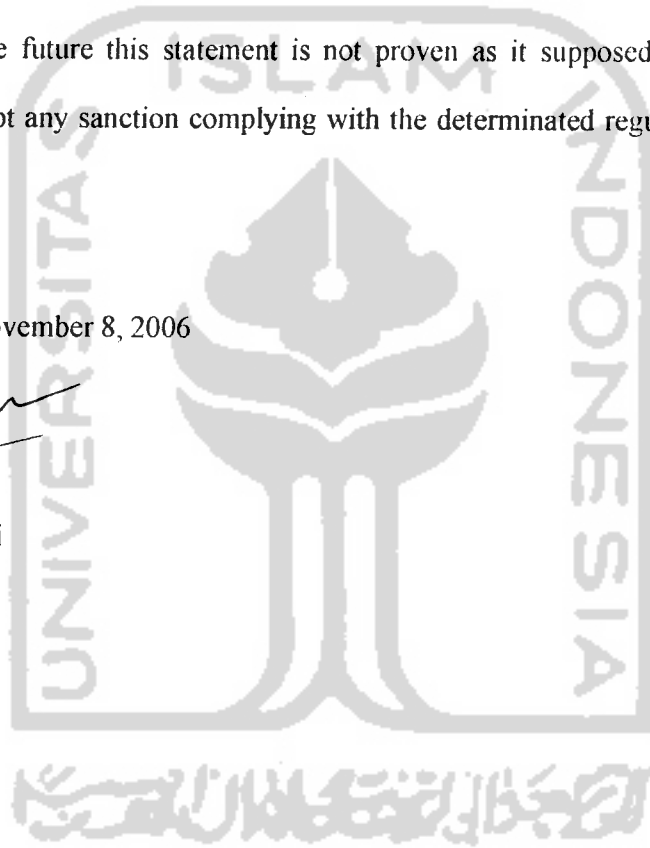 e future this statement is not proven as it supposed
pt any sanction complying with the determinated regu
vember 8, 2006
i
UNIVERSITAS
ISLAM
INDONESIA